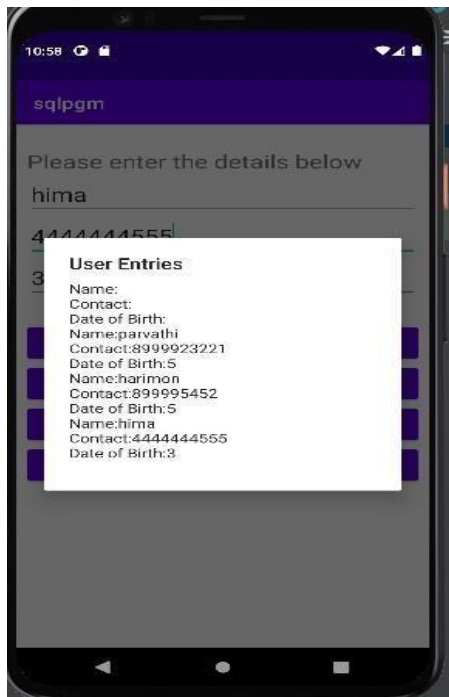 10:58
sqlpgm
Please enter the details below
hima
4444444555
3
User Entries
Name:
Contact:
Date of Birth:
Name:parvathi
Contact:8999923221
Date of Birth:5
Name:harimon
Contact:899995452
Date of Birth:5
Name:hima
Contact:4444444555
Date of Birth:3